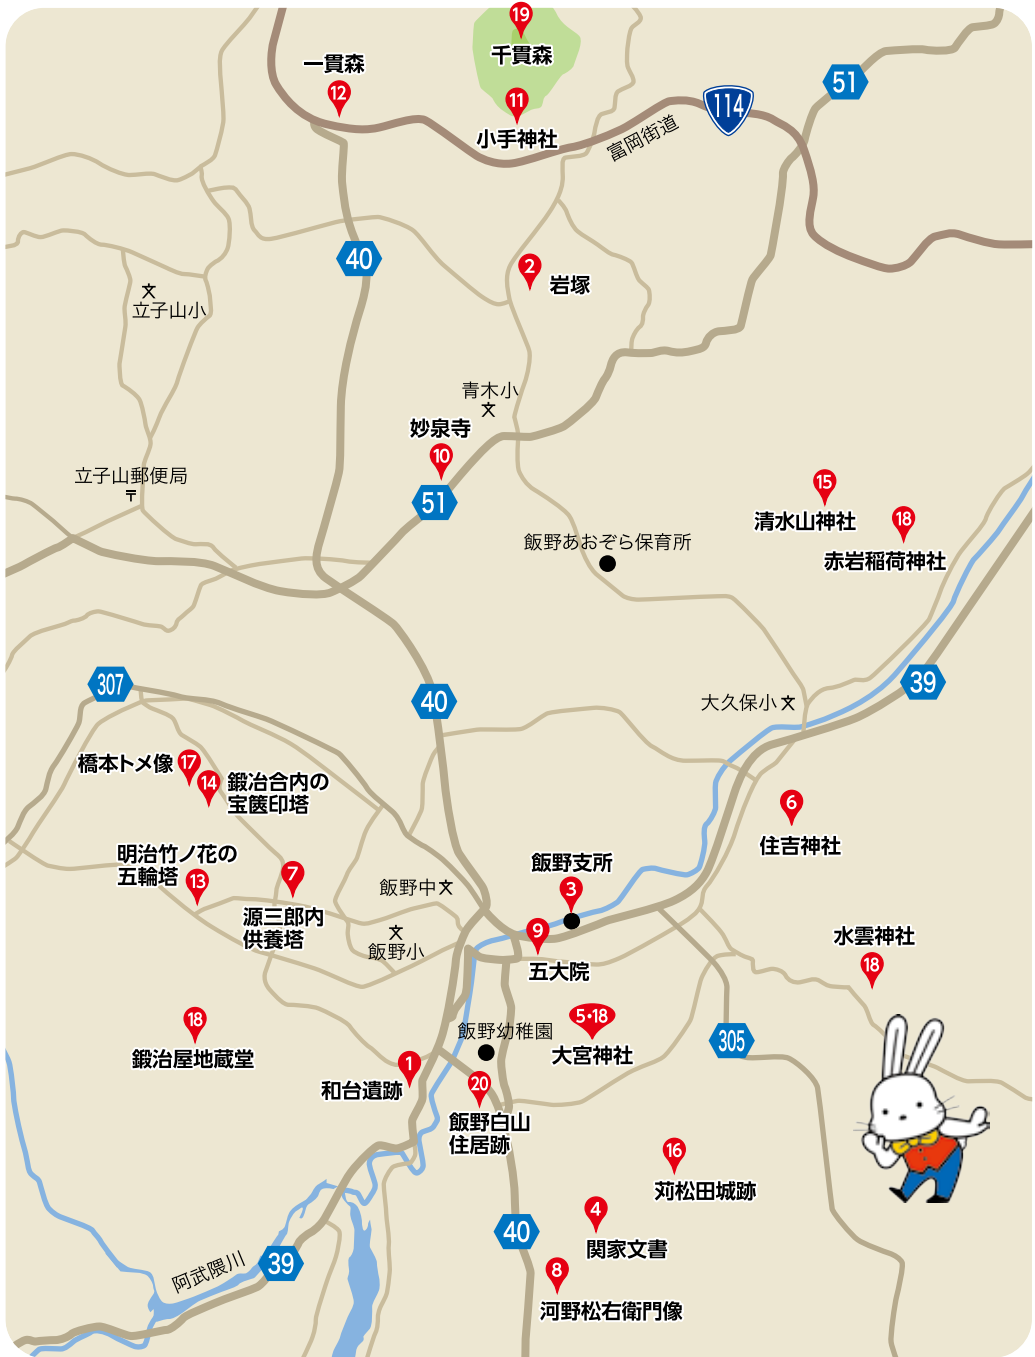 19
千貫森
一貫森
12
11
小手神社
富岡街道
114
51
40
2
岩塚
立子山小
青木小
妙泉寺
10
51
立子山郵便局
15
清水山神社
18
赤岩稲荷神社
飯野あおぞら保育所
307
40
39
大久保小
橋本トメ像
17
14
鍛冶合内の
宝篋印塔
6
住吉神社
明治竹ノ花の
五輪塔
13
7
源三郎内
供養塔
飯野中
飯野小
飯野支所
3
9
五大院
水雲神社
18
18
鍛治屋地蔵堂
飯野幼稚園
5・18
大宮神社
305
1
和台遺跡
20
飯野白山
住居跡
16
苅松田城跡
4
関家文書
40
阿武隈川
39
8
河野松右衛門像